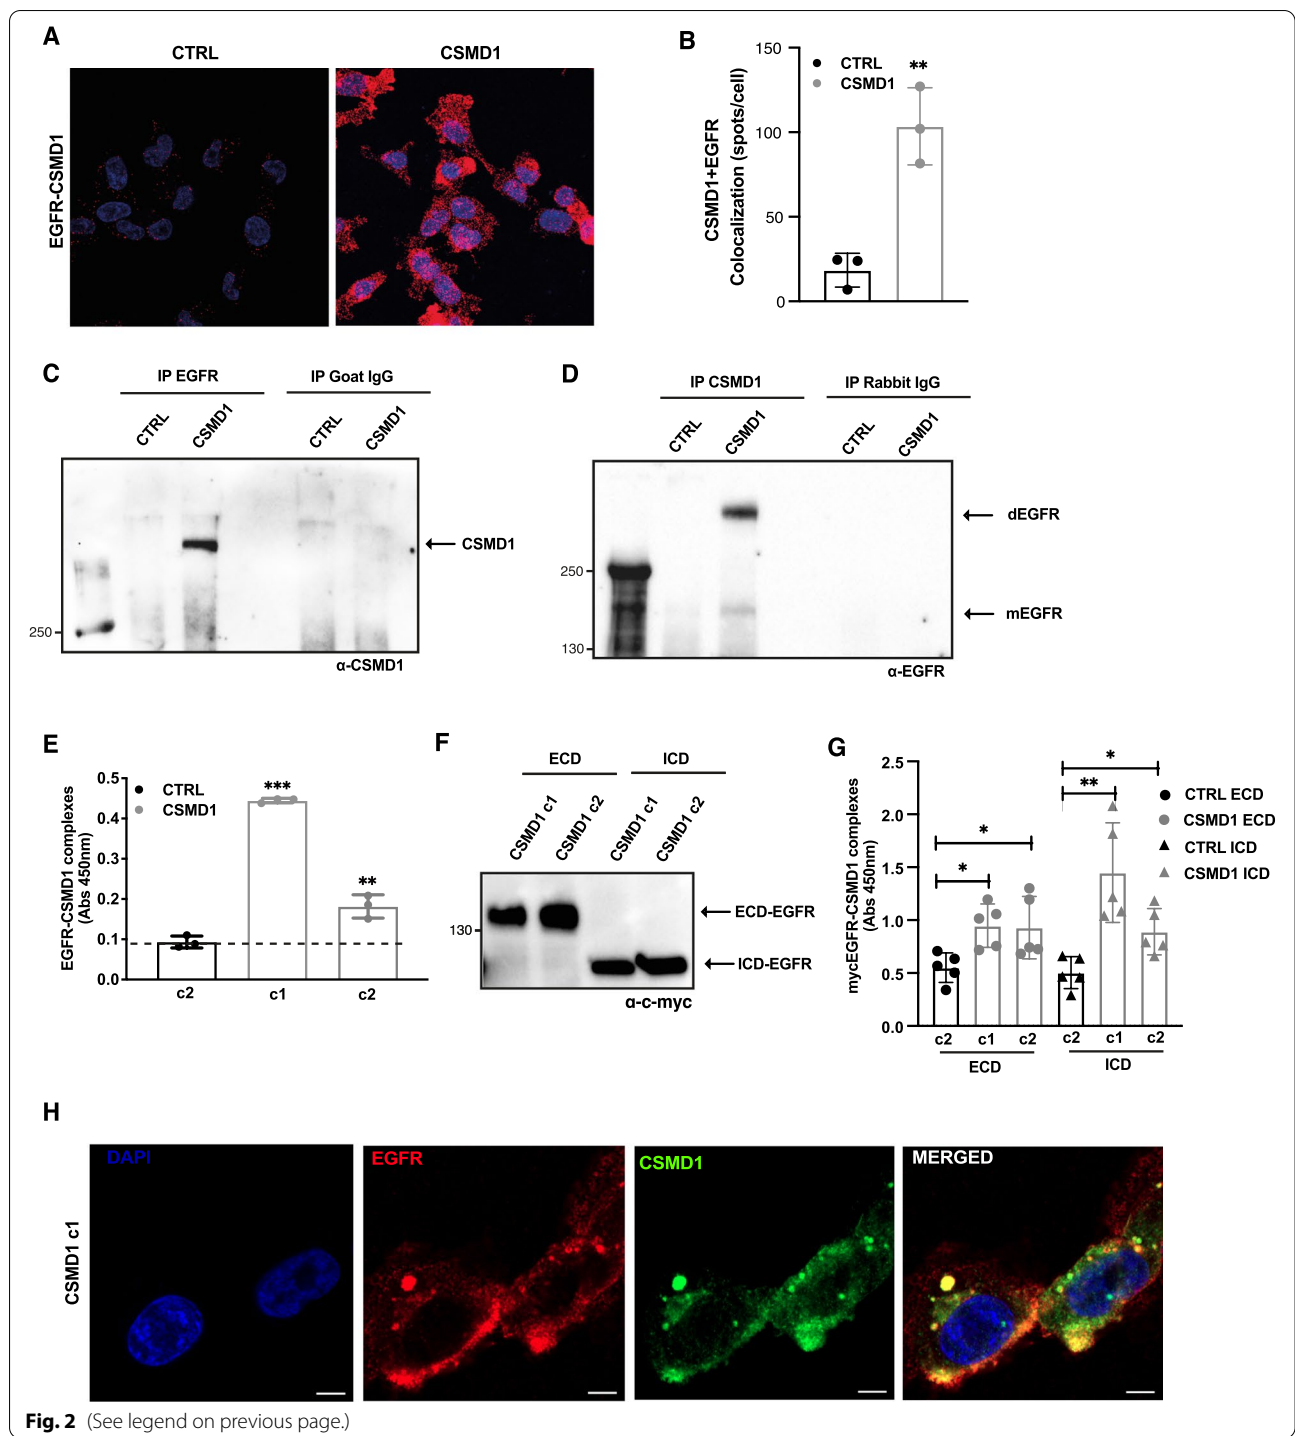 A
CTRL
CSMD1
EGFR-CSMD1
B
CSMD1+EGFR
Colocalization (spots/cell)
150
100
50
0
CTRL
CSMD1
**
C
IP EGFR
IP Goat IgG
CTRL
CSMD1
CTRL
CSMD1
CSMD1
250
α-CSMD1
D
IP CSMD1
IP Rabbit IgG
CTRL
CSMD1
CTRL
CSMD1
dEGFR
250
mEGFR
130
α-EGFR
E
EGFR-CSMD1 complexes
(Abs 450nm)
0.5
0.4
0.3
0.2
0.1
0.0
CTRL
CSMD1
***
**
c2
c1
c2
F
ECD
ICD
CSMD1 c1
CSMD1 c2
CSMD1 c1
CSMD1 c2
ECD-EGFR
130
ICD-EGFR
α-c-myc
G
mycEGFR-CSMD1 complexes
(Abs 450nm)
2.5
2.0
1.5
1.0
0.5
0.0
*
*
*
**
CTRL ECD
CSMD1 ECD
CTRL ICD
CSMD1 ICD
c2
c1
c2
c2
c1
c2
ECD
ICD
H
CSMD1 c1
DAPI
EGFR
CSMD1
MERGED
Fig. 2 (See legend on previous page.)